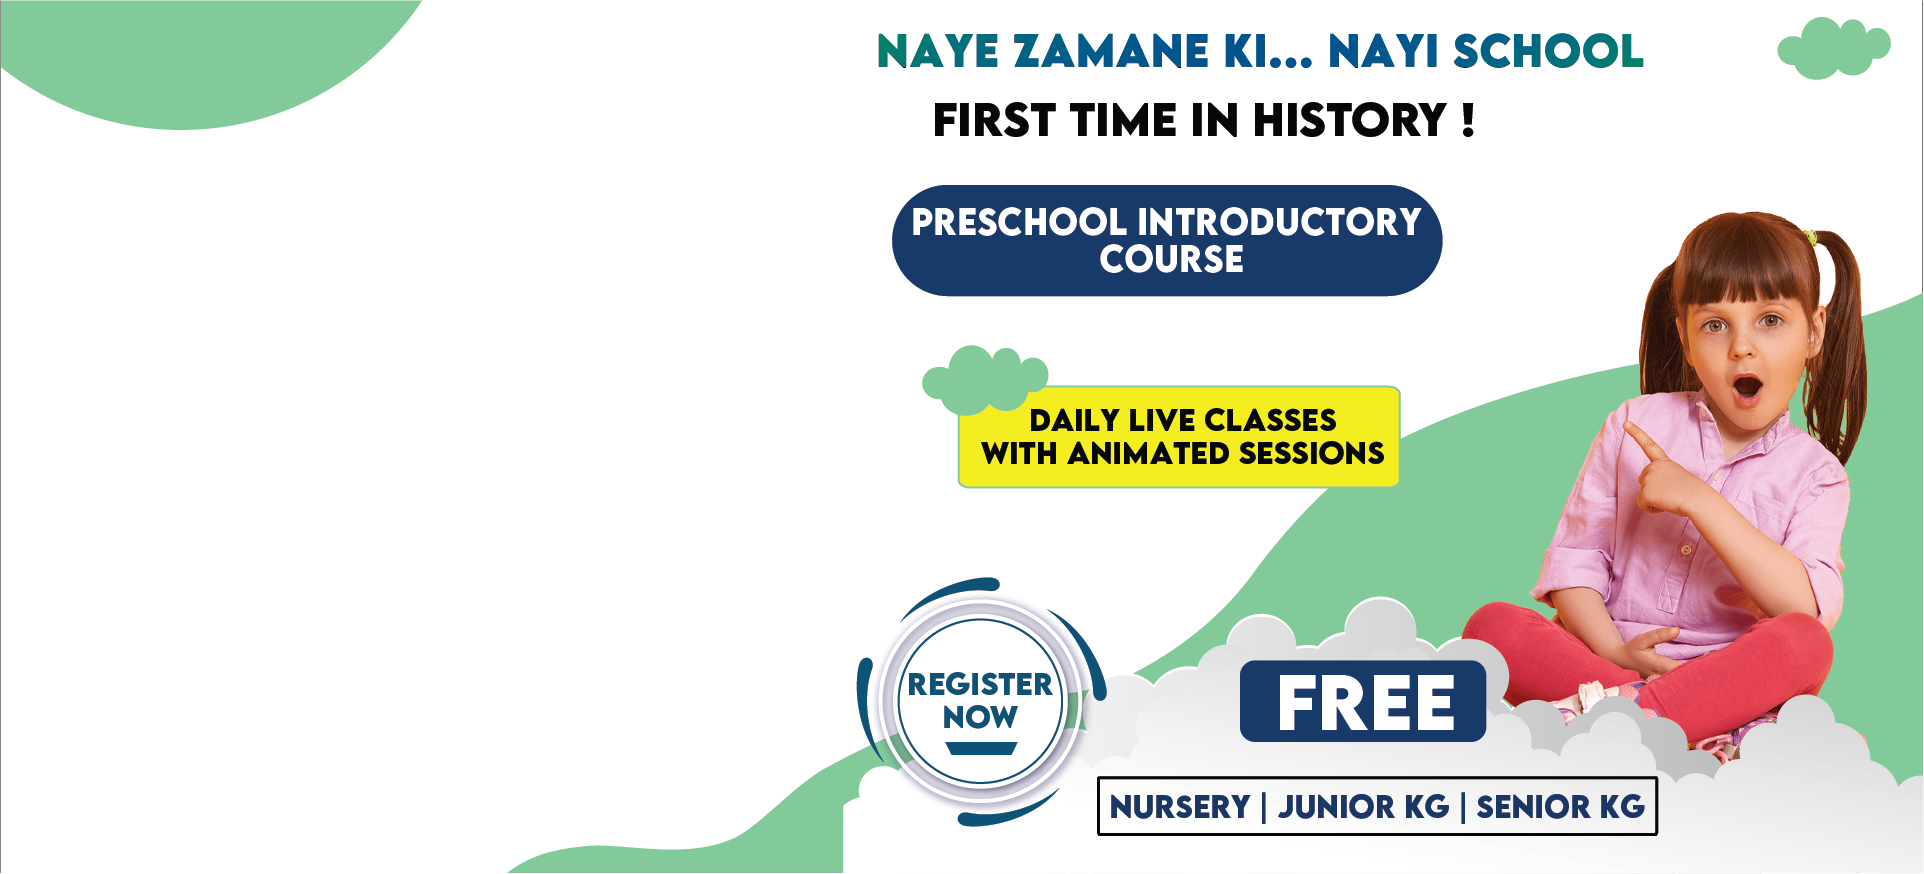 NAYE ZAMANE KI... NAYI SCHOOL
FIRST TIME IN HISTORY !
PRESCHOOL INTRODUCTORY
COURSE
DAILY LIVE CLASSES
WITH ANIMATED SESSIONS
REGISTER
NOW
FREE
NURSERY | JUNIOR KG | SENIOR KG